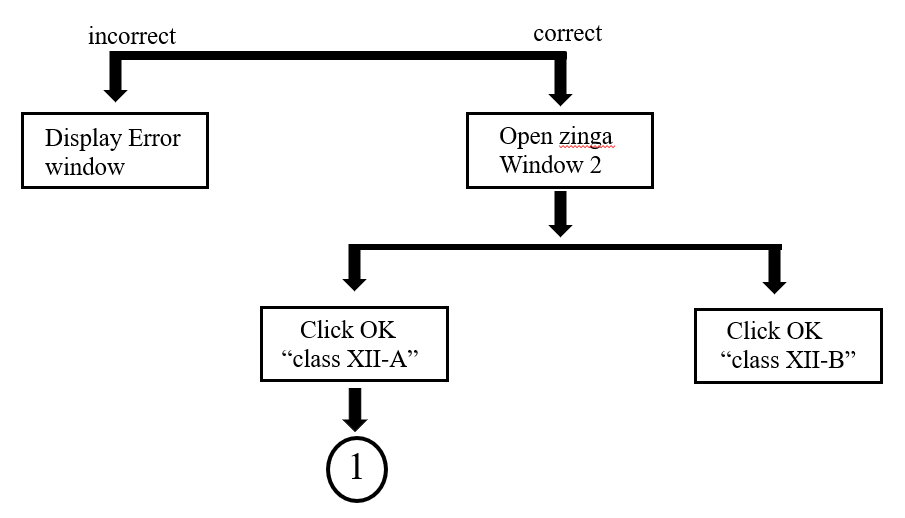 incorrect
correct
Display Error
window
Open zinga
Window 2
Click OK
“class XII-A”
Click OK
“class XII-B”
1